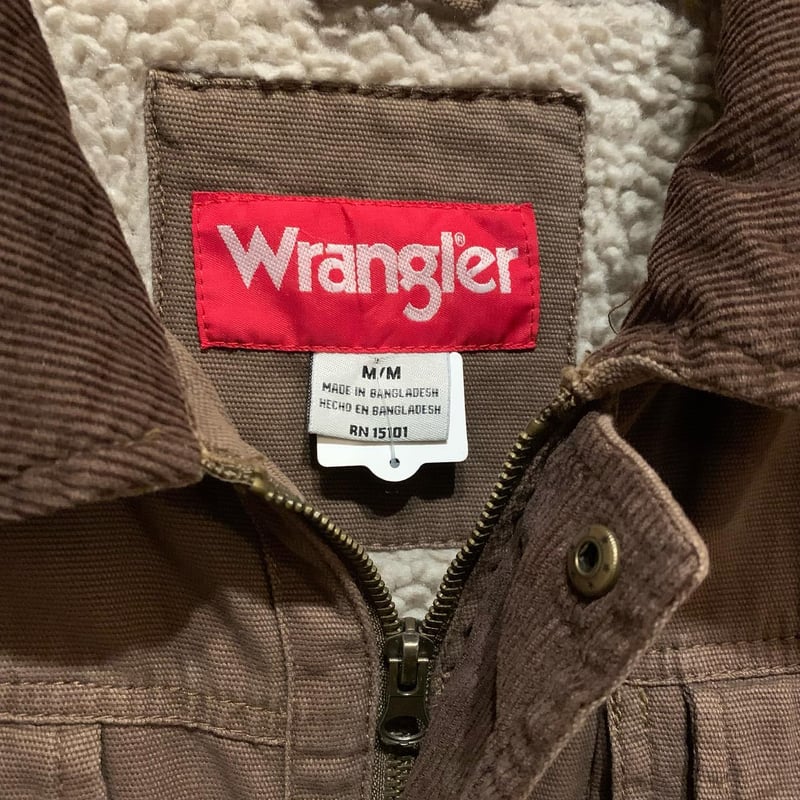 Wrangler®
M/M
MADE IN BANGLADESH
HECHO EN BANGLADESH
RN 15101